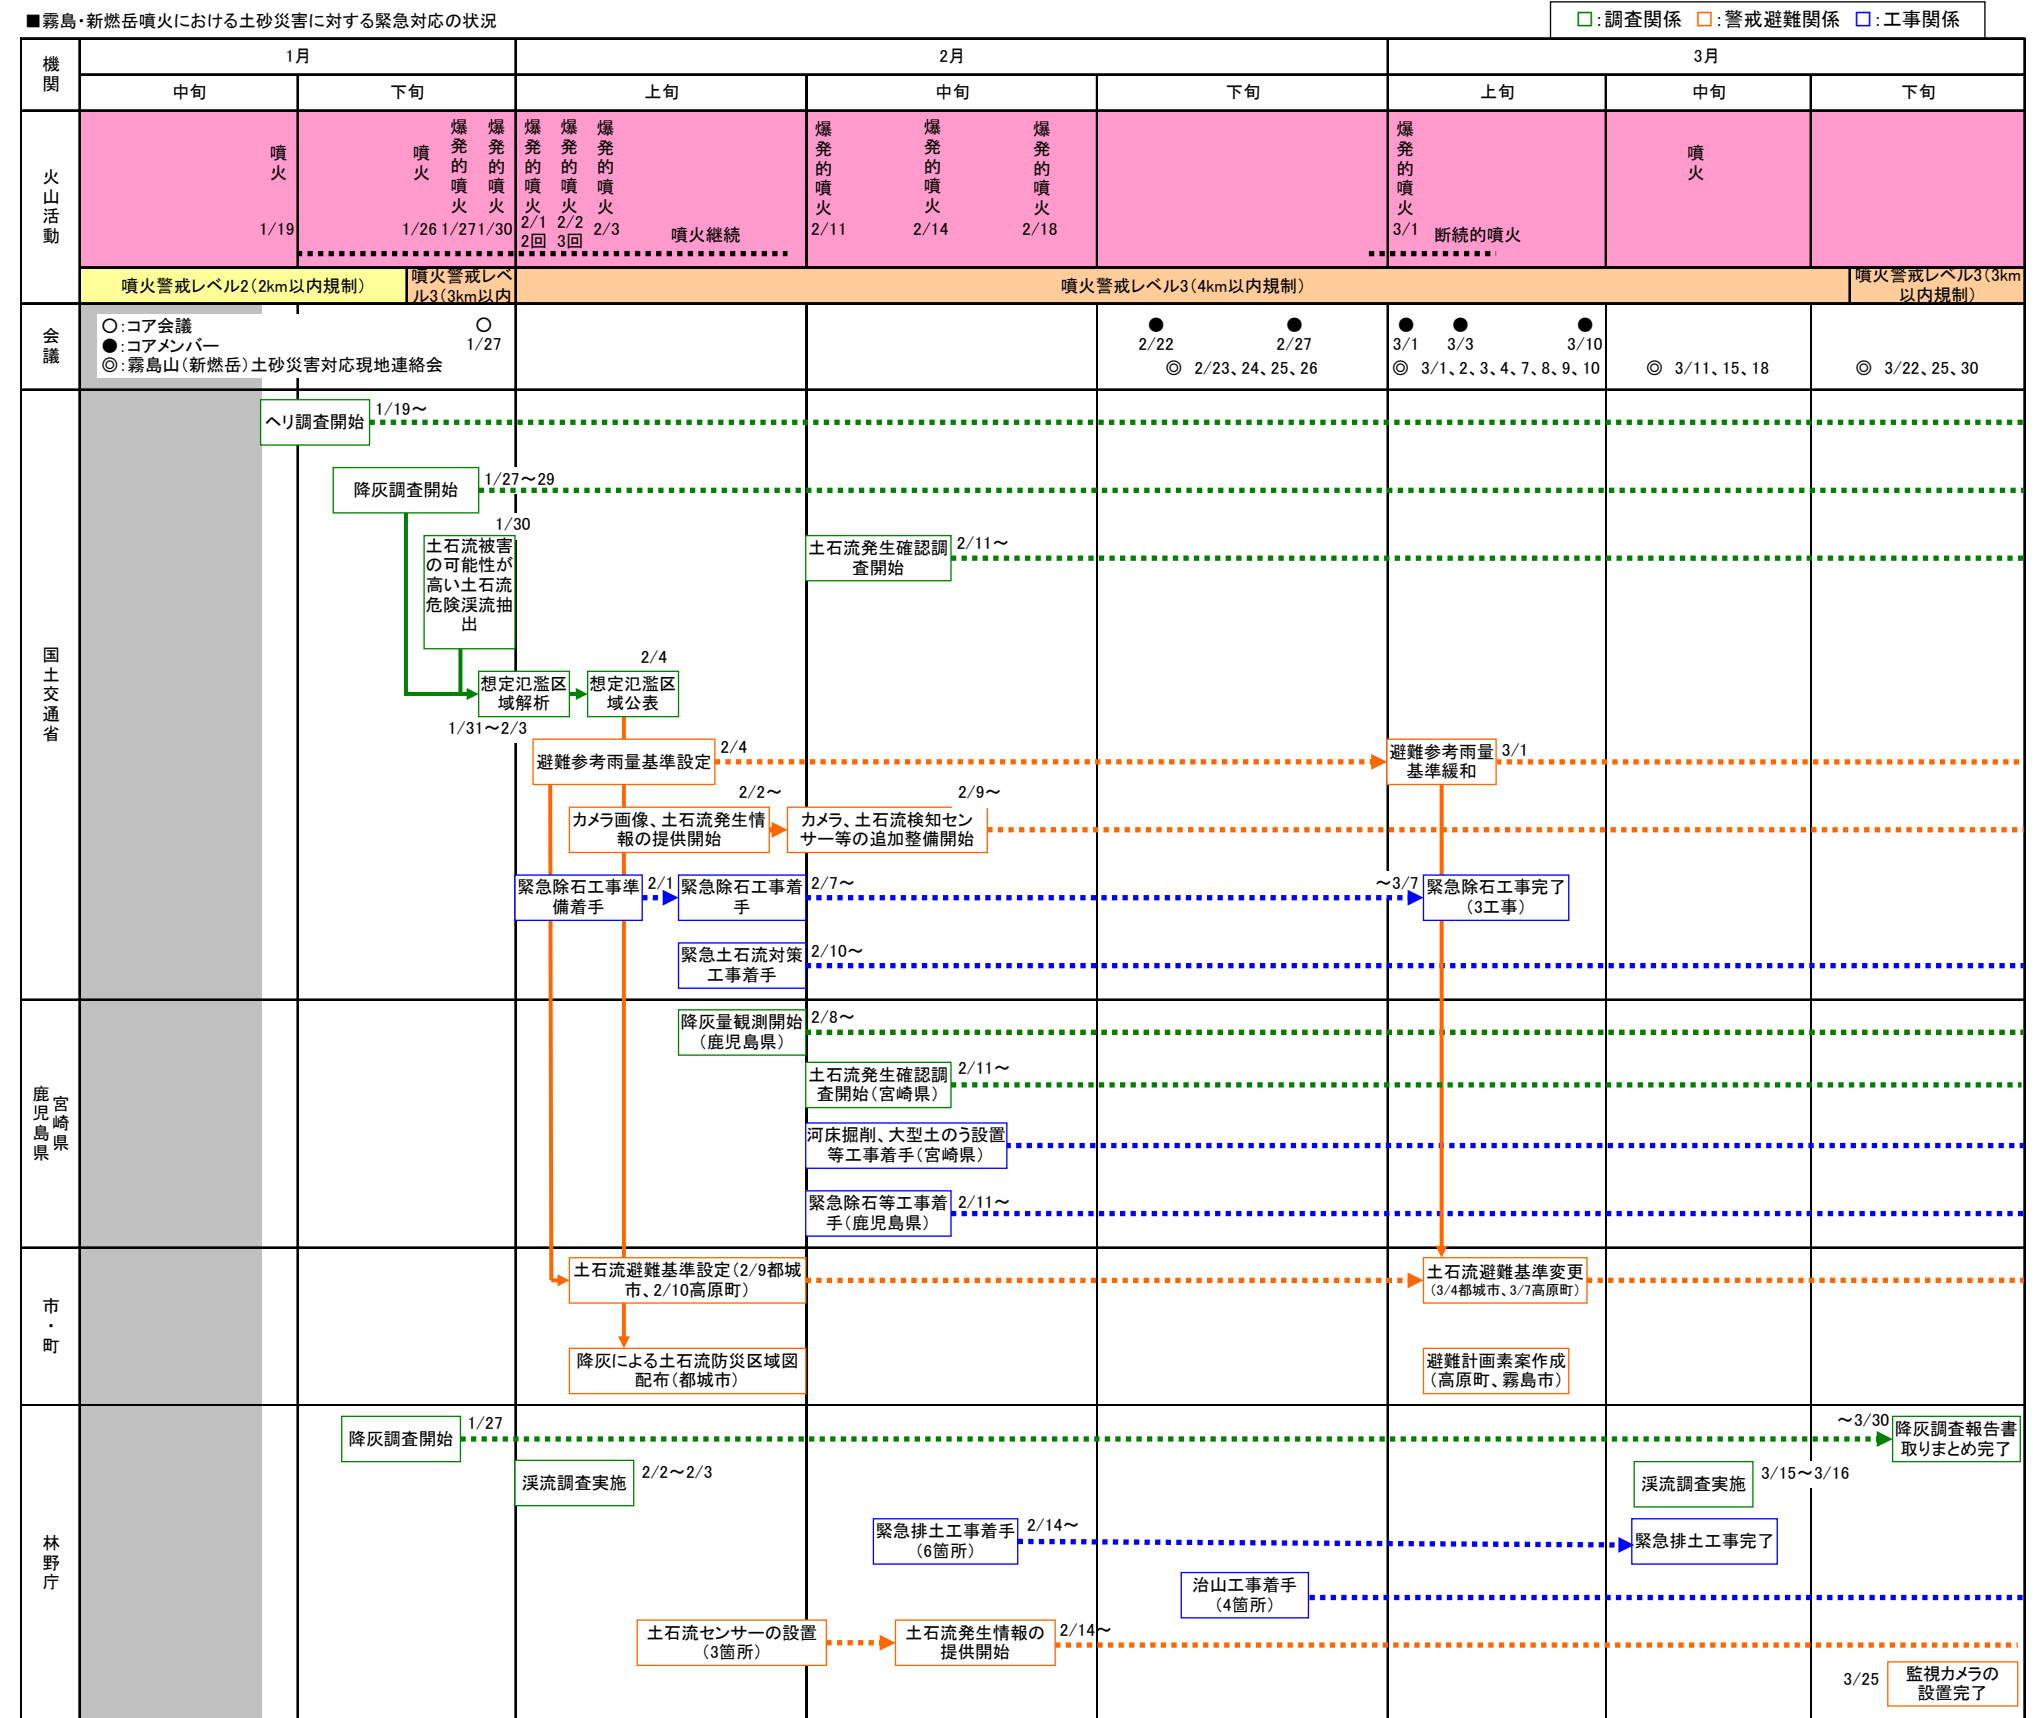 ■霧島・新燃岳噴火における土砂災害に対する緊急対応の状況
□:調査関係 □:警戒避難関係 □:工事関係
機関
1月
2月
3月
中旬
下旬
上旬
中旬
下旬
上旬
中旬
下旬
火山活動
噴火
1/19
噴火
1/26
爆発的噴火
1/27
爆発的噴火
1/30
爆発的噴火
2/1
2回
爆発的噴火
2/2
3回
爆発的噴火
2/3
噴火継続
爆発的噴火
2/11
爆発的噴火
2/14
爆発的噴火
2/18
爆発的噴火
3/1
断続的噴火
噴火
噴火警戒レベル2(2km以内規制)
噴火警戒レベ
ル3(3km以内
噴火警戒レベル3(4km以内規制)
噴火警戒レベル3(3km
以内規制)
会議
○:コア会議
●:コアメンバー
◎:霧島山(新燃岳)土砂災害対応現地連絡会
○
1/27
●
2/22
●
2/27
◎ 2/23、24、25、26
●
3/1
●
3/3
●
3/10
◎ 3/1、2、3、4、7、8、9、10
◎ 3/11、15、18
◎ 3/22、25、30
国土交通省
ヘリ調査開始
1/19~
降灰調査開始
1/27~29
1/30
土石流被害
の可能性が
高い土石流
危険渓流抽
出
土石流発生確認調
査開始
2/11~
想定氾濫区
域解析
1/31~2/3
2/4
想定氾濫区
域公表
避難参考雨量基準設定
2/4
避難参考雨量
基準緩和
3/1
2/2~
カメラ画像、土石流発生情
報の提供開始
2/9~
カメラ、土石流検知セン
サー等の追加整備開始
緊急除石工事準
備着手
2/1
緊急除石工事着
手
2/7~
~3/7
緊急除石工事完了
(3工事)
緊急土石流対策
工事着手
2/10~
宮崎県
鹿児島県
降灰量観測開始
(鹿児島県)
2/8~
土石流発生確認調
査開始(宮崎県)
2/11~
河床掘削、大型土のう設置
等工事着手(宮崎県)
緊急除石等工事着
手(鹿児島県)
2/11~
市・町
土石流避難基準設定(2/9都城
市、2/10高原町)
土石流避難基準変更
(3/4都城市、3/7高原町)
降灰による土石流防災区域図
配布(都城市)
避難計画素案作成
(高原町、霧島市)
林野庁
降灰調査開始
1/27
~3/30
降灰調査報告書
取りまとめ完了
渓流調査実施
2/2~2/3
渓流調査実施
3/15~3/16
緊急排土工事着手
(6箇所)
2/14~
緊急排土工事完了
治山工事着手
(4箇所)
土石流センサーの設置
(3箇所)
土石流発生情報の
提供開始
2/14~
3/25
監視カメラの
設置完了